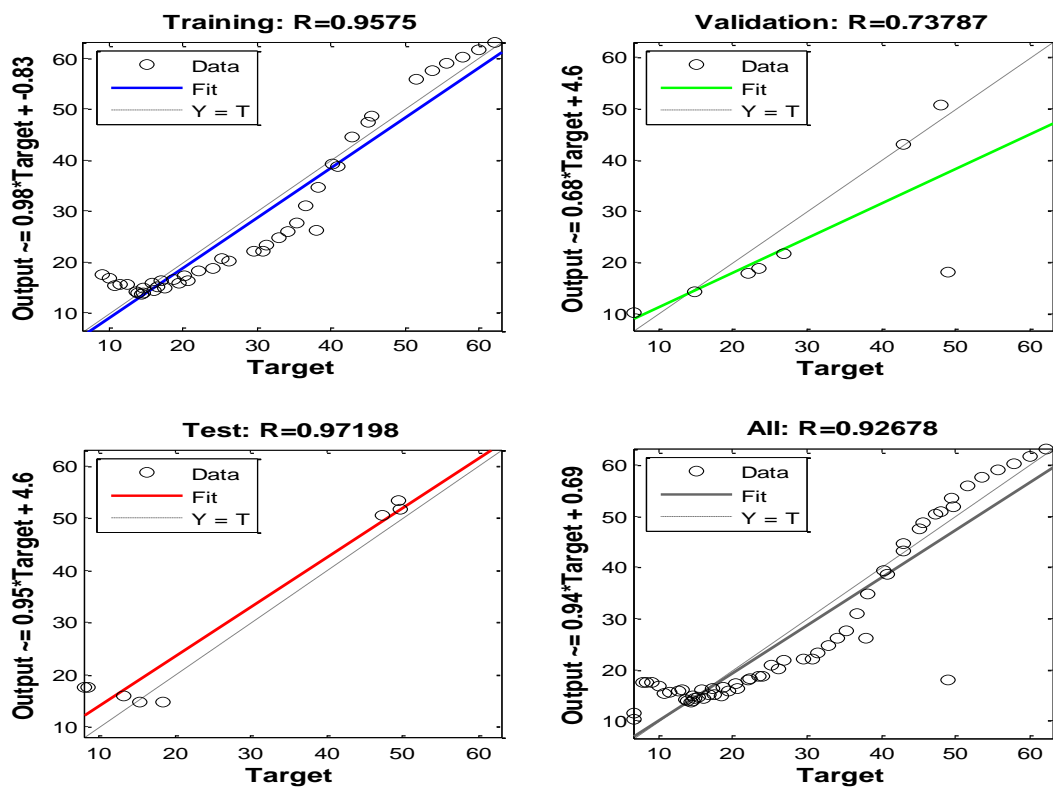 Training: R=0.9575
Output ~= 0.98*Target + -0.83
60
50
40
30
20
10
Data
Fit
Y = T
10 20 30 40 50 60
Target
Validation: R=0.73787
Output ~= 0.68*Target + 4.6
60
50
40
30
20
10
Data
Fit
Y = T
10 20 30 40 50 60
Target
Test: R=0.97198
Output ~= 0.95*Target + 4.6
60
50
40
30
20
10
Data
Fit
Y = T
10 20 30 40 50 60
Target
All: R=0.92678
Output ~= 0.94*Target + 0.69
60
50
40
30
20
10
Data
Fit
Y = T
10 20 30 40 50 60
Target